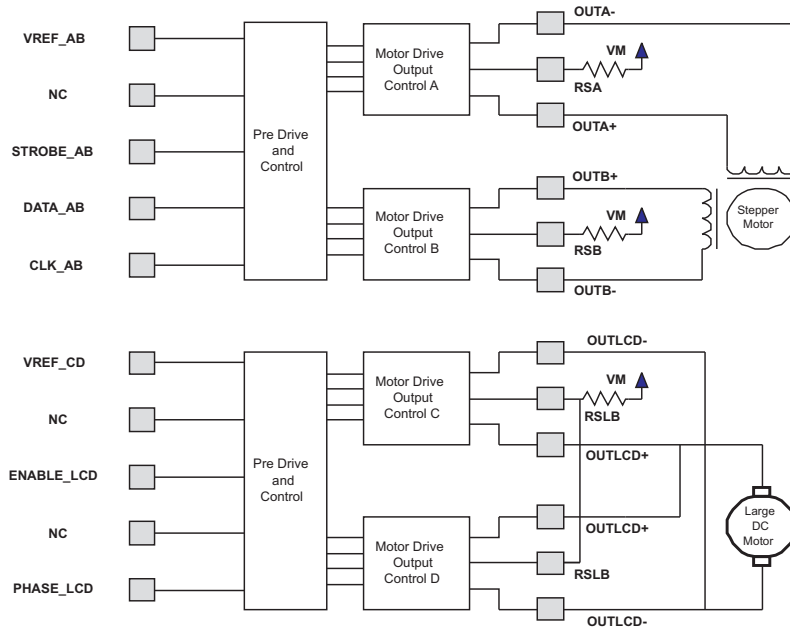 OUTA-
VREF_AB
VM
Motor Drive
Output
Control A
NC
RSA
Pre Drive
and
Control
OUTA+
STROBE_AB
OUTB+
DATA_AB
Motor Drive
Output
Control B
VM
Stepper
Motor
RSB
CLK_AB
OUTB-
OUTLCD-
VREF_CD
VM
Motor Drive
Output
Control C
RSLB
NC
OUTLCD+
Pre Drive
and
Control
ENABLE_LCD
OUTLCD+
Large
DC
Motor
NC
Motor Drive
Output
Control D
RSLB
PHASE_LCD
OUTLCD-